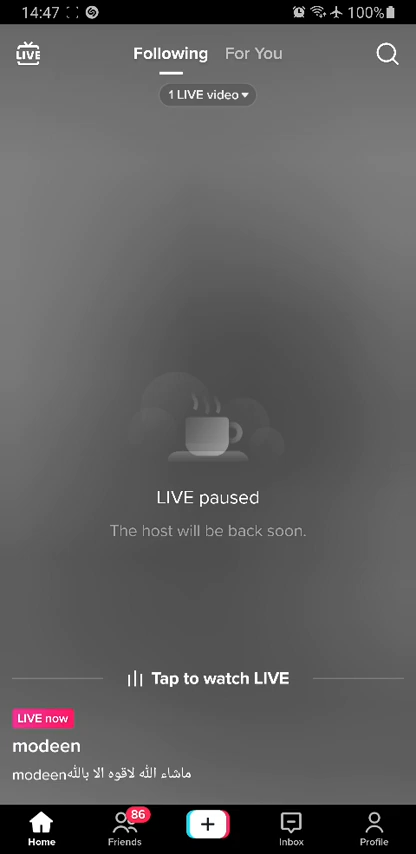 14:47 100%
LIVE Following For You
1 LIVE video
LIVE paused
The host will be back soon.
Tap to watch LIVE
LIVE now
modeen
modeenماشاء الله لاقوه الا بالله
86
Home Friends Inbox Profile